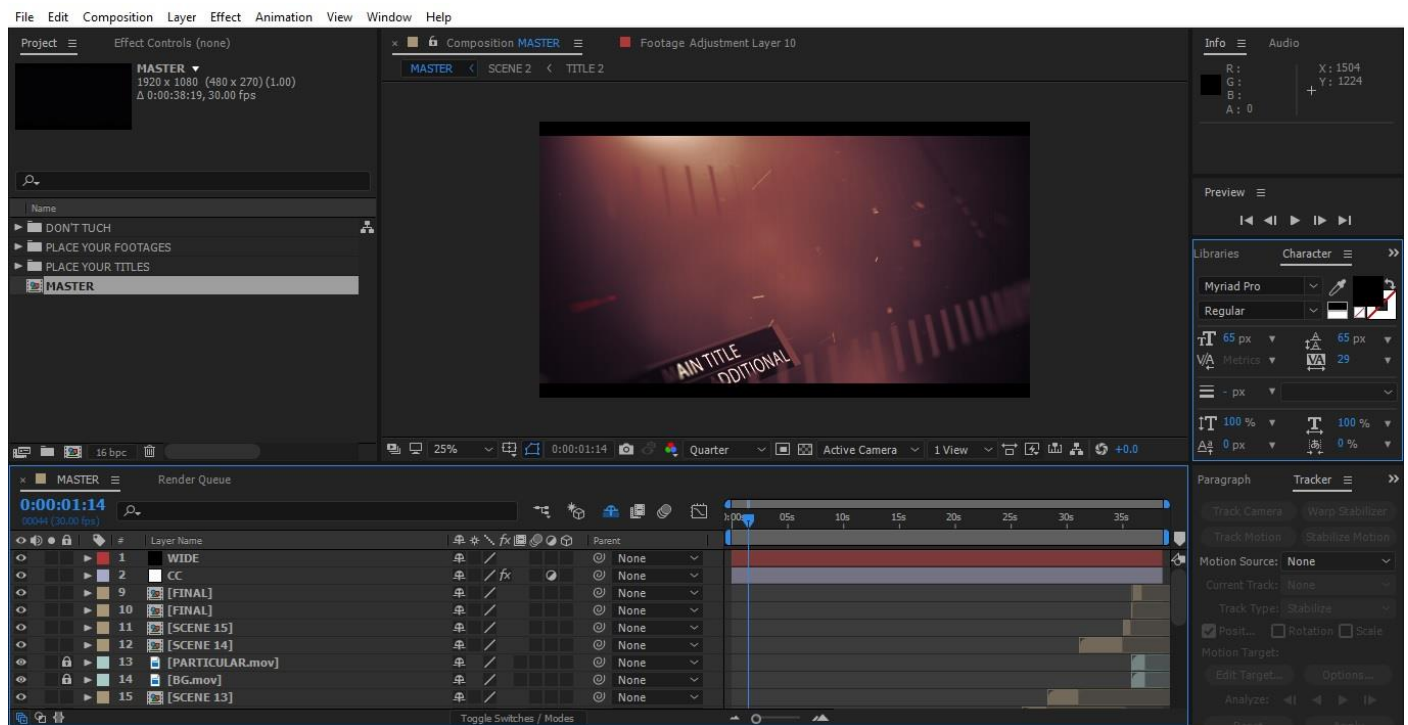 File Edit Composition Layer Effect Animation View Window Help
Project Effect Controls (none)
MASTER
1920 x 1080 (480 x 270) (1.00)
Δ 0:00:38:19, 30.00 fps
Name
DON'T TUCH
PLACE YOUR FOOTAGES
PLACE YOUR TITLES
MASTER
16 bpc
Composition MASTER Footage Adjustment Layer 10
MASTER SCENE 2 TITLE 2
AIN TITLE
DDITIONAL
25% 0:00:01:14 Quarter Active Camera 1 View +0.0
Info Audio
R: X: 1504
G: Y: 1224
B:
A: 0
Preview
Libraries Character
Myriad Pro
Regular
65 px 65 px
Metrics 29
- px
100 % 100 %
0 px 0 %
MASTER Render Queue
0:00:01:14
00044 (30.00 fps)
05s 10s 15s 20s 25s 30s 35s
# Layer Name Parent
1 WIDE None
2 CC None
9 [FINAL] None
10 [FINAL] None
11 [SCENE 15] None
12 [SCENE 14] None
13 [PARTICULAR.mov] None
14 [BG.mov] None
15 [SCENE 13] None
Toggle Switches / Modes
Paragraph Tracker
Track Camera Warp Stabilizer
Track Motion Stabilize Motion
Motion Source: None
Current Track: None
Track Type: Stabilize
Posit... Rotation Scale
Motion Target:
Edit Target... Options...
Analyze: